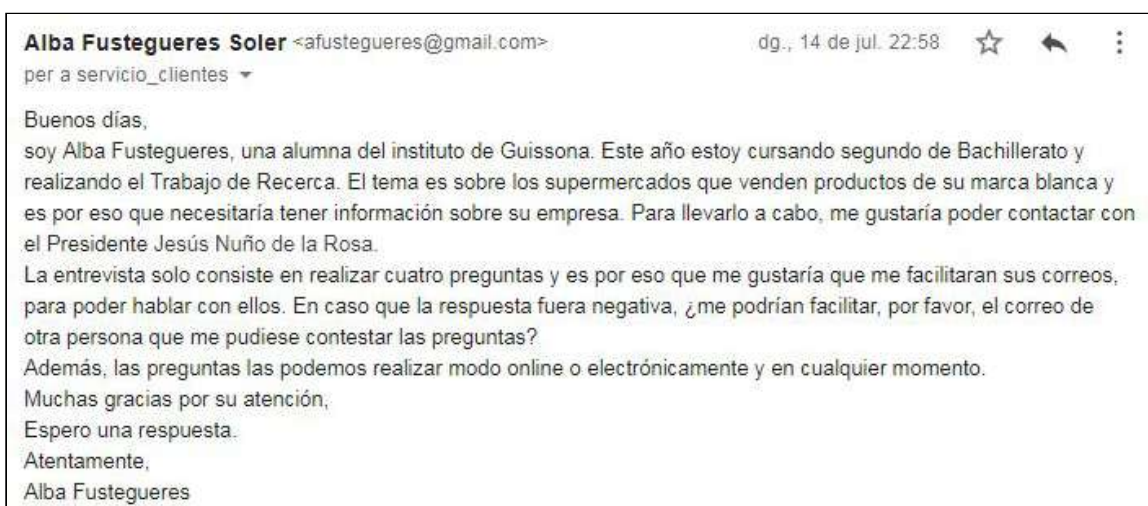 Alba Fustegueres Soler <afustegueres@gmail.com> dg., 14 de jul. 22:58
per a servicio_clientes
Buenos días,
soy Alba Fustegueres, una alumna del instituto de Guissona. Este año estoy cursando segundo de Bachillerato y
realizando el Trabajo de Recerca. El tema es sobre los supermercados que venden productos de su marca blanca y
es por eso que necesitaría tener información sobre su empresa. Para llevarlo a cabo, me gustaría poder contactar con
el Presidente Jesús Nuño de la Rosa.
La entrevista solo consiste en realizar cuatro preguntas y es por eso que me gustaría que me facilitaran sus correos,
para poder hablar con ellos. En caso que la respuesta fuera negativa, ¿me podrían facilitar, por favor, el correo de
otra persona que me pudiese contestar las preguntas?
Además, las preguntas las podemos realizar modo online o electrónicamente y en cualquier momento.
Muchas gracias por su atención,
Espero una respuesta.
Atentamente,
Alba Fustegueres